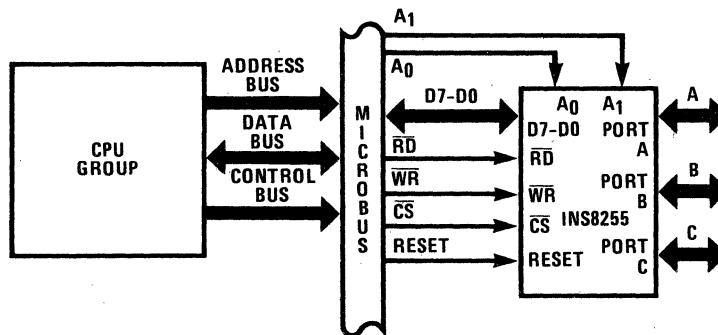 A1
A0
ADDRESS
BUS
DATA
BUS
CONTROL
BUS
CPU
GROUP
MICROBUS
D7-D0
RD
WR
CS
RESET
A0 A1
D7-D0 PORT
A
RD
WR PORT
B
INS8255
CS PORT
C
RESET
A
B
C